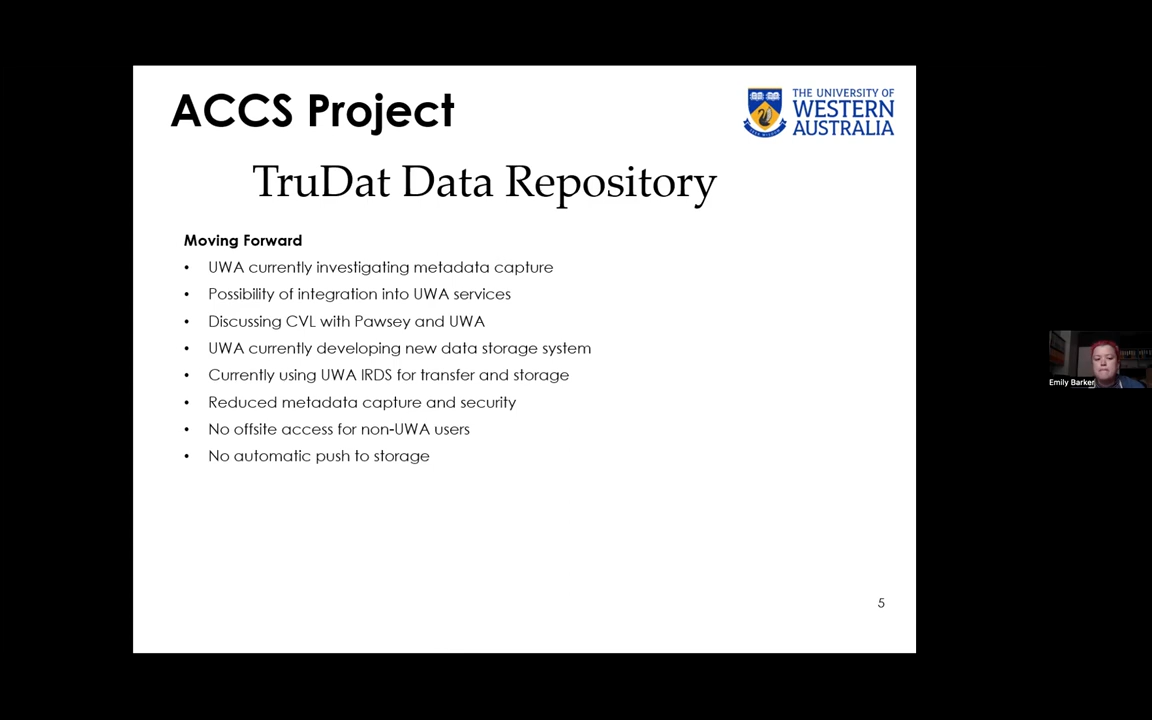 ACCS Project
THE UNIVERSITY OF
WESTERN
AUSTRALIA
TruDat Data Repository
Moving Forward
• UWA currently investigating metadata capture
• Possibility of integration into UWA services
• Discussing CVL with Pawsey and UWA
• UWA currently developing new data storage system
• Currently using UWA IRDS for transfer and storage
• Reduced metadata capture and security
• No offsite access for non-UWA users
• No automatic push to storage
Emily Barker
5